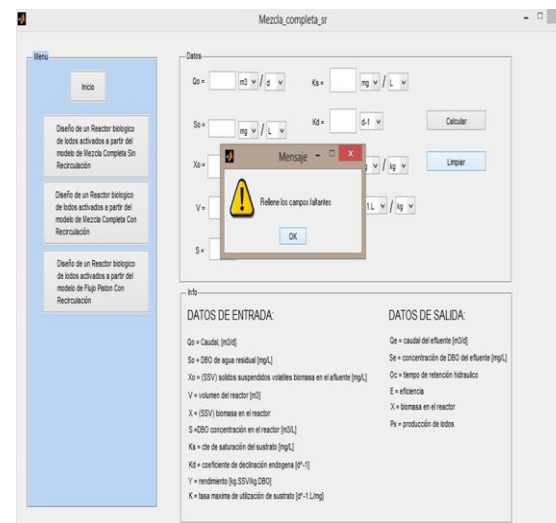 Mezcla_completa_sr
Menu
Inicio
Diseño de un Reactor biologico
de lodos activados a partir del
modelo de Mezcla Completa Sin
Recirculación
Diseño de un Reactor biologico
de lodos activados a partir del
modelo de Mezcla Completa Con
Recirculación
Diseño de un Reactor biologico
de lodos activados a partir del
modelo de Flujo Piston Con
Recirculación
Datos
Qo = m3 / d Ks = mg / L
So = mg / L Kd = d-1 Calcular
Xo = / kg Limpiar
V = 1.L / kg
S =
Mensaje
Rellene los campos faltantes
OK
Info
DATOS DE ENTRADA:
Qo = Caudal, [m3/d]
So = DBO de agua residual [mg/L]
Xo = (SSV) solidos suspendidos volatiles biomasa en el afluente [mg/L]
V = volumen del reactor [m3]
X = (SSV) biomasa en el reactor
S =DBO concentración en el reactor [m3/L]
Ks = cte de saturación del sustrato [mg/L]
Kd = coeficiente de declinación endogena [d^-1]
Y = rendimiento [kg.SSV/kg.DBO]
K = tasa maxima de utilización de sustrato [d^-1.L/mg]
DATOS DE SALIDA:
Qe = caudal del efluente [m3/d]
Se = concentración de DBO del efluente [mg/L]
Oc = tiempo de retención hidraulico
E = eficiencia
X = biomasa en el reactor
Px = producción de lodos